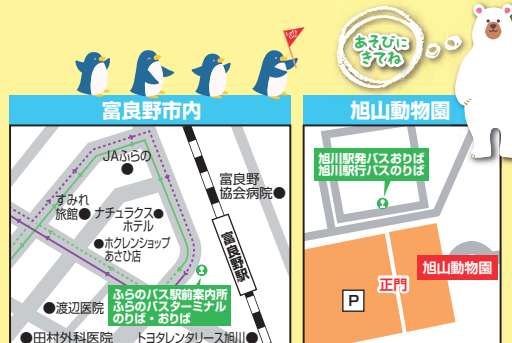 あそびに
きてね
富良野市内
旭山動物園
JAふらの
富良野
協会病院
すみれ
旅館
ナチュラクス
ホテル
ホクレンショップ
あさひ店
富良野駅
ふらのバス駅前案内所
ふらのバスターミナル
のりば・おりば
渡辺医院
田村外科医院
トヨタレンタリース旭川
旭川駅発バスおりば
旭川駅行バスのりば
旭山動物園
正門
P